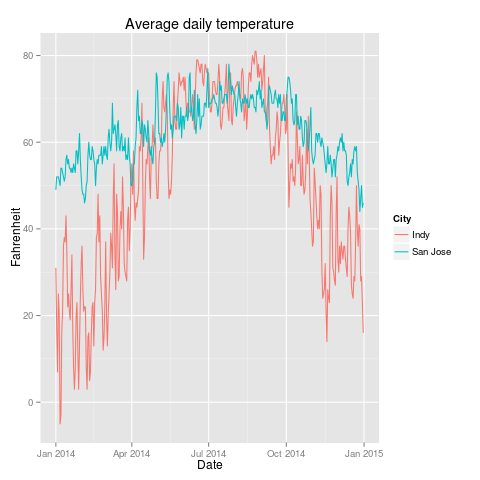 Average daily temperature
Fahrenheit
80
60
40
20
0
Jan 2014 Apr 2014 Jul 2014 Oct 2014 Jan 2015
Date
City
Indy
San Jose